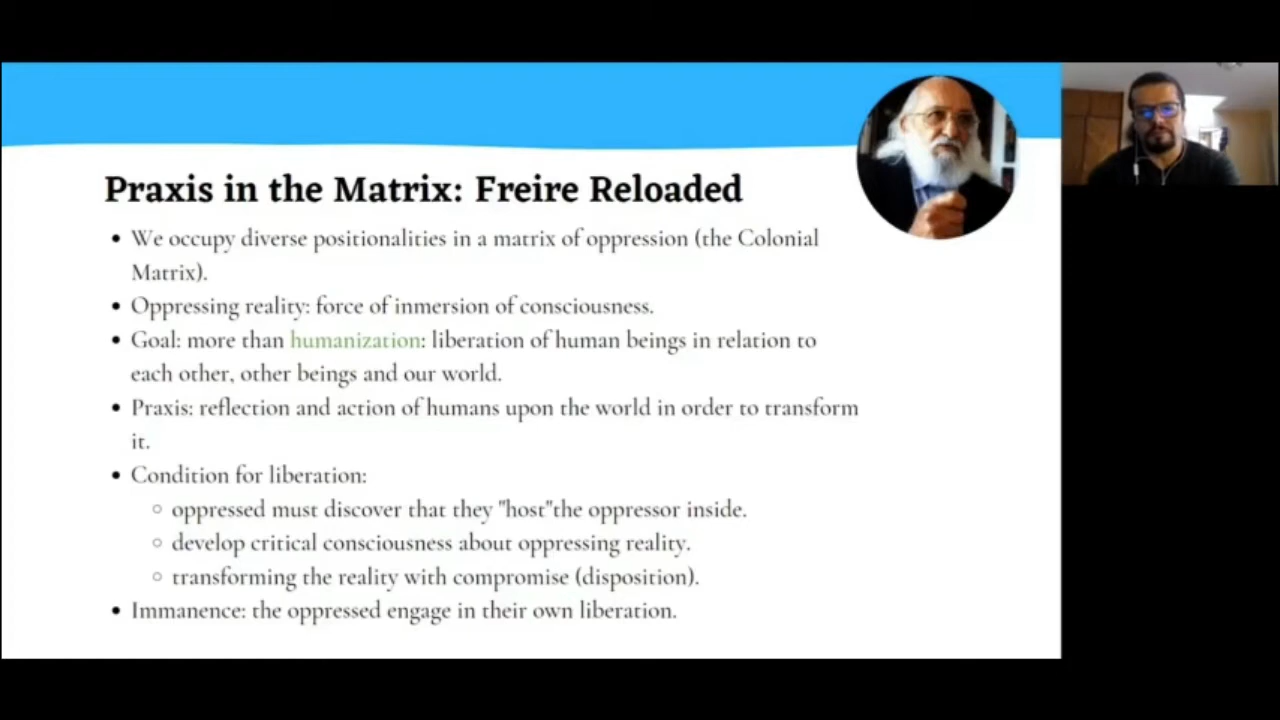 Praxis in the Matrix: Freire Reloaded
• We occupy diverse positionalities in a matrix of oppression (the Colonial
Matrix).
• Oppressing reality: force of inmersion of consciousness.
• Goal: more than humanization: liberation of human beings in relation to
each other, other beings and our world.
• Praxis: reflection and action of humans upon the world in order to transform
it.
• Condition for liberation:
○ oppressed must discover that they "host"the oppressor inside.
○ develop critical consciousness about oppressing reality.
○ transforming the reality with compromise (disposition).
• Immanence: the oppressed engage in their own liberation.